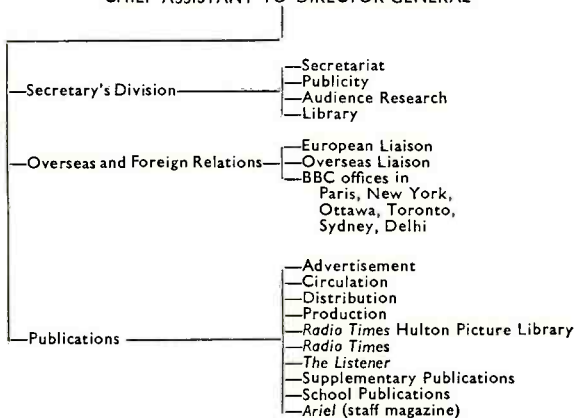 CHIEF ASSISTANT TO DIRECTOR GENERAL
Secretary's Division
Secretariat
Publicity
Audience Research
Library
Overseas and Foreign Relations
European Liaison
Overseas Liaison
BBC offices in
Paris, New York,
Ottawa, Toronto,
Sydney, Delhi
Publications
Advertisement
Circulation
Distribution
Production
Radio Times Hulton Picture Library
Radio Times
The Listener
Supplementary Publications
School Publications
Ariel (staff magazine)